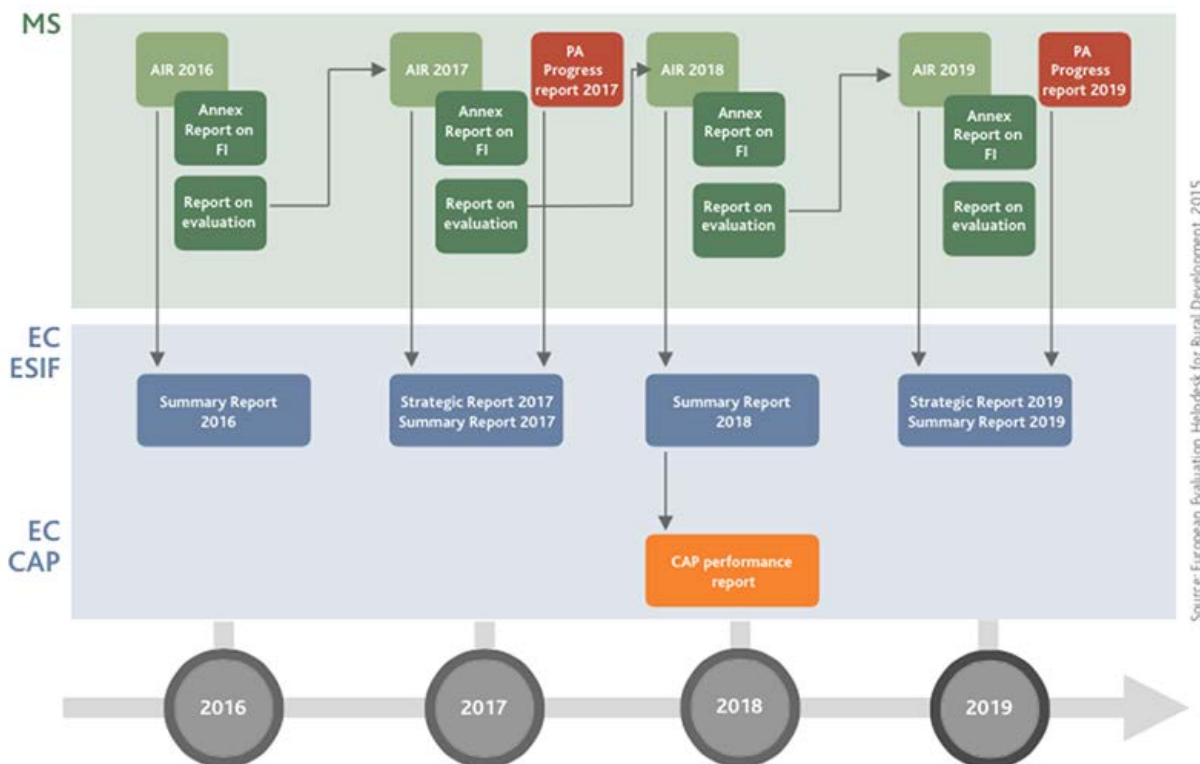 MS
AIR 2016
Annex
Report on
FI
Report on
evaluation
AIR 2017
Annex
Report on
FI
Report on
evaluation
PA
Progress
report 2017
AIR 2018
Annex
Report on
FI
Report on
evaluation
AIR 2019
Annex
Report on
FI
Report on
evaluation
PA
Progress
report 2019
EC
ESIF
Summary Report
2016
Strategic Report 2017
Summary Report 2017
Summary Report
2018
Strategic Report 2019
Summary Report 2019
EC
CAP
CAP performance
report
2016
2017
2018
2019
Source: European Evaluation Helpdesk for Rural Development, 2015